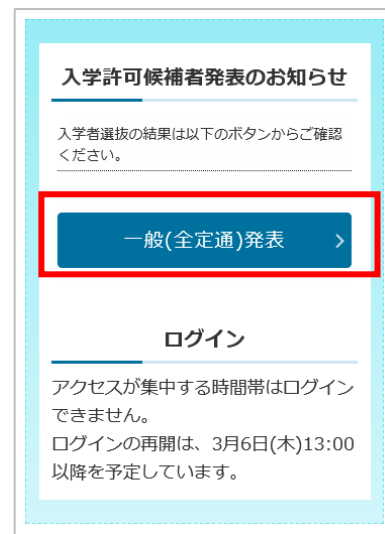 入学許可候補者発表のお知らせ
入学者選抜の結果は以下のボタンからご確認
ください。
一般(全定通)発表
ログイン
アクセスが集中する時間帯はログイン
できません。
ログインの再開は、3月6日(木)13:00
以降を予定しています。